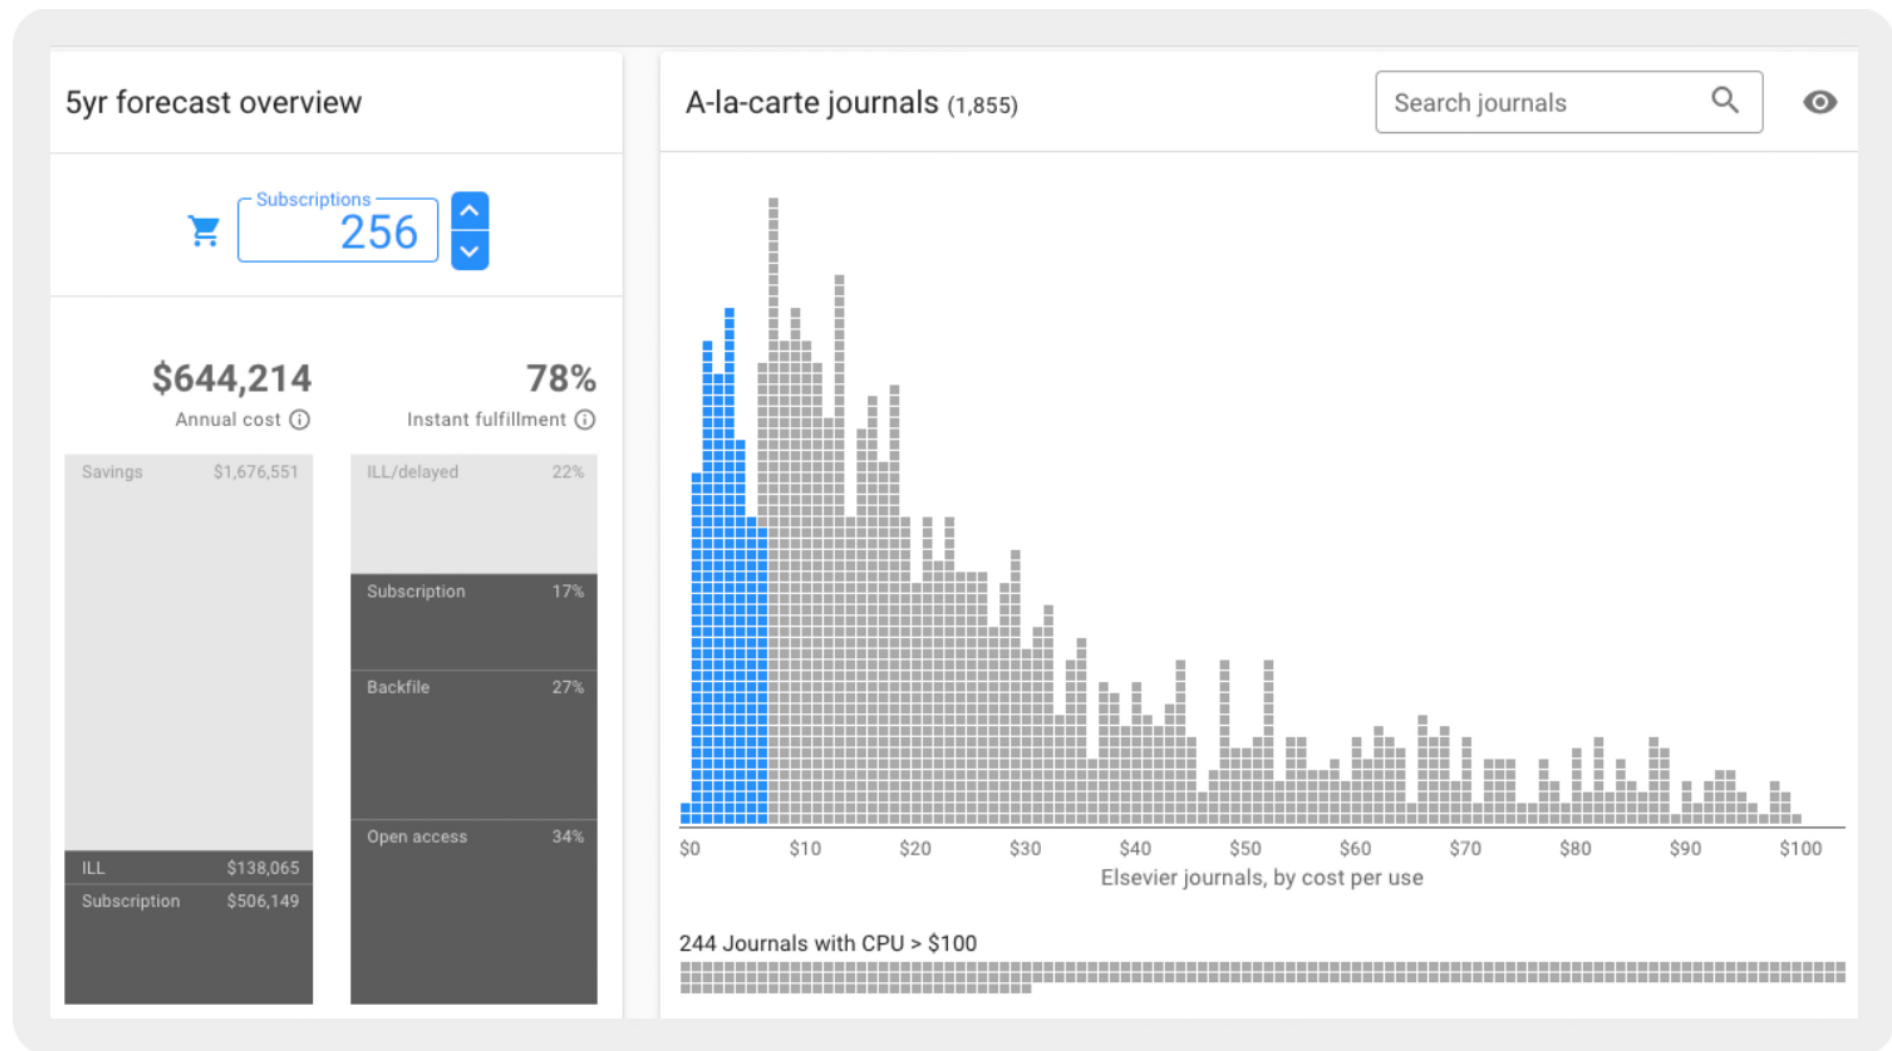 5yr forecast overview
Subscriptions
256
$644,214
Annual cost
78%
Instant fulfillment
Savings $1,676,551
ILL $138,065
Subscription $506,149
ILL/delayed 22%
Subscription 17%
Backfile 27%
Open access 34%
A-la-carte journals (1,855)
Search journals
$0 $10 $20 $30 $40 $50 $60 $70 $80 $90 $100
Elsevier journals, by cost per use
244 Journals with CPU > $100